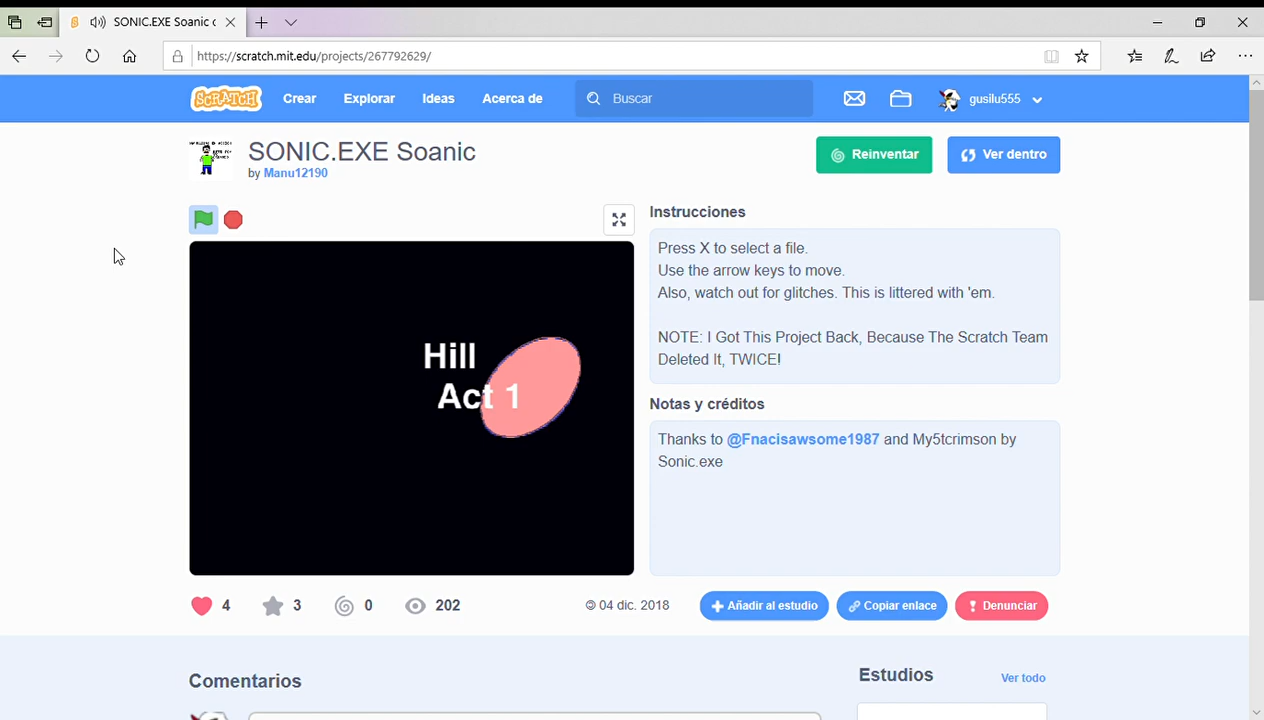 SONIC.EXE Soanic c
https://scratch.mit.edu/projects/267792629/
SCRATCH
Crear
Explorar
Ideas
Acerca de
Buscar
gusilu555
SONIC.EXE Soanic
by Manu12190
Reinventar
Ver dentro
Hill
Act 1
Instrucciones
Press X to select a file.
Use the arrow keys to move.
Also, watch out for glitches. This is littered with 'em.
NOTE: I Got This Project Back, Because The Scratch Team
Deleted It, TWICE!
Notas y créditos
Thanks to @Fnacisawsome1987 and My5tcrimson by
Sonic.exe
4
3
0
202
04 dic. 2018
Añadir al estudio
Copiar enlace
Denunciar
Comentarios
Estudios
Ver todo